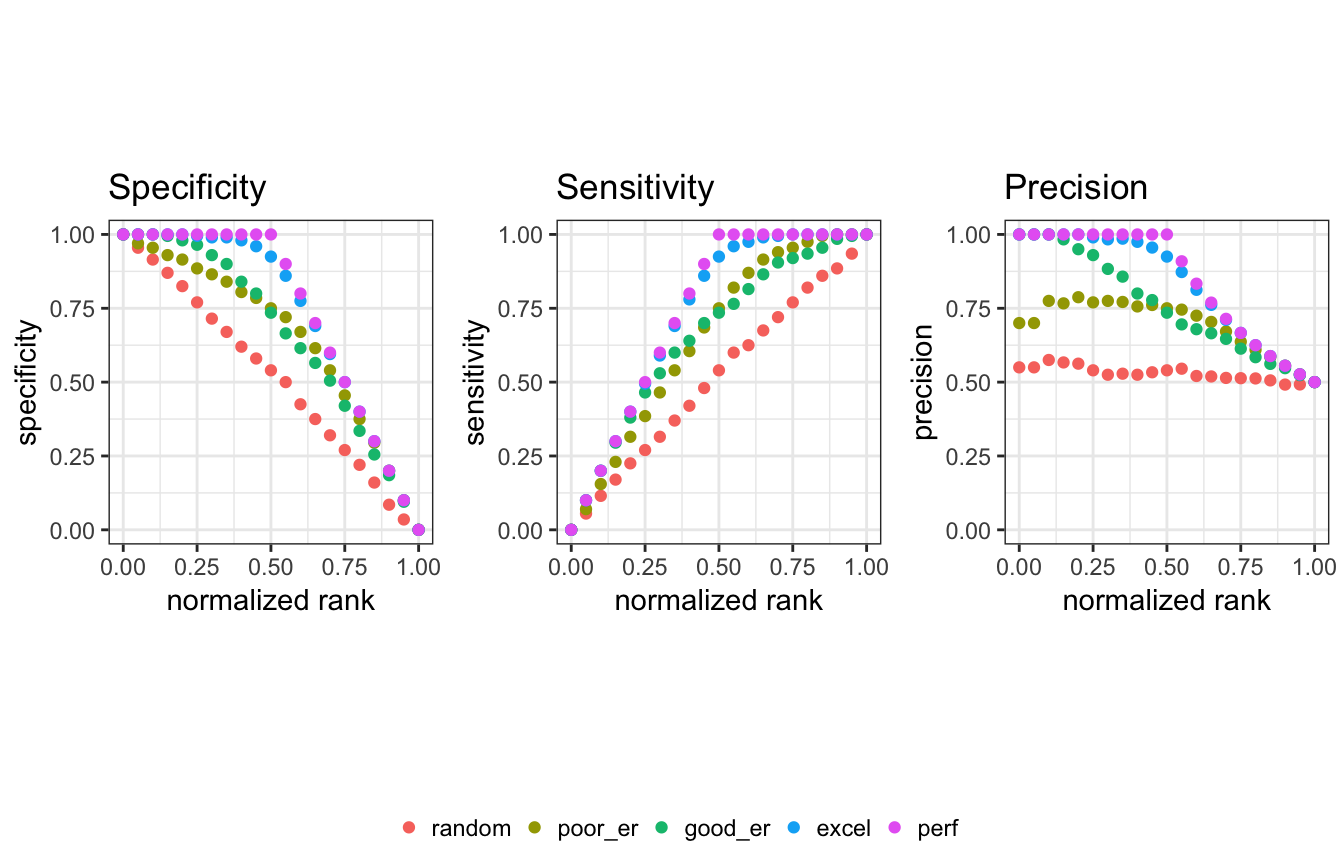 Specificity
Sensitivity
Precision
specificity
1.00
0.75
0.50
0.25
0.00
0.00 0.25 0.50 0.75 1.00
normalized rank
sensitivity
1.00
0.75
0.50
0.25
0.00
0.00 0.25 0.50 0.75 1.00
normalized rank
precision
1.00
0.75
0.50
0.25
0.00
0.00 0.25 0.50 0.75 1.00
normalized rank
random poor_er good_er excel perf